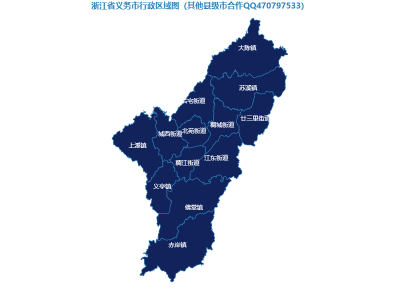 浙江省义务市行政区域图（其他县级市合作QQ470797533）
大陈镇
苏溪镇
后宅街道
廿三里街道
稠城街道
北苑街道
城西街道
上溪镇
江东街道
稠江街道
义亭镇
佛堂镇
赤岸镇